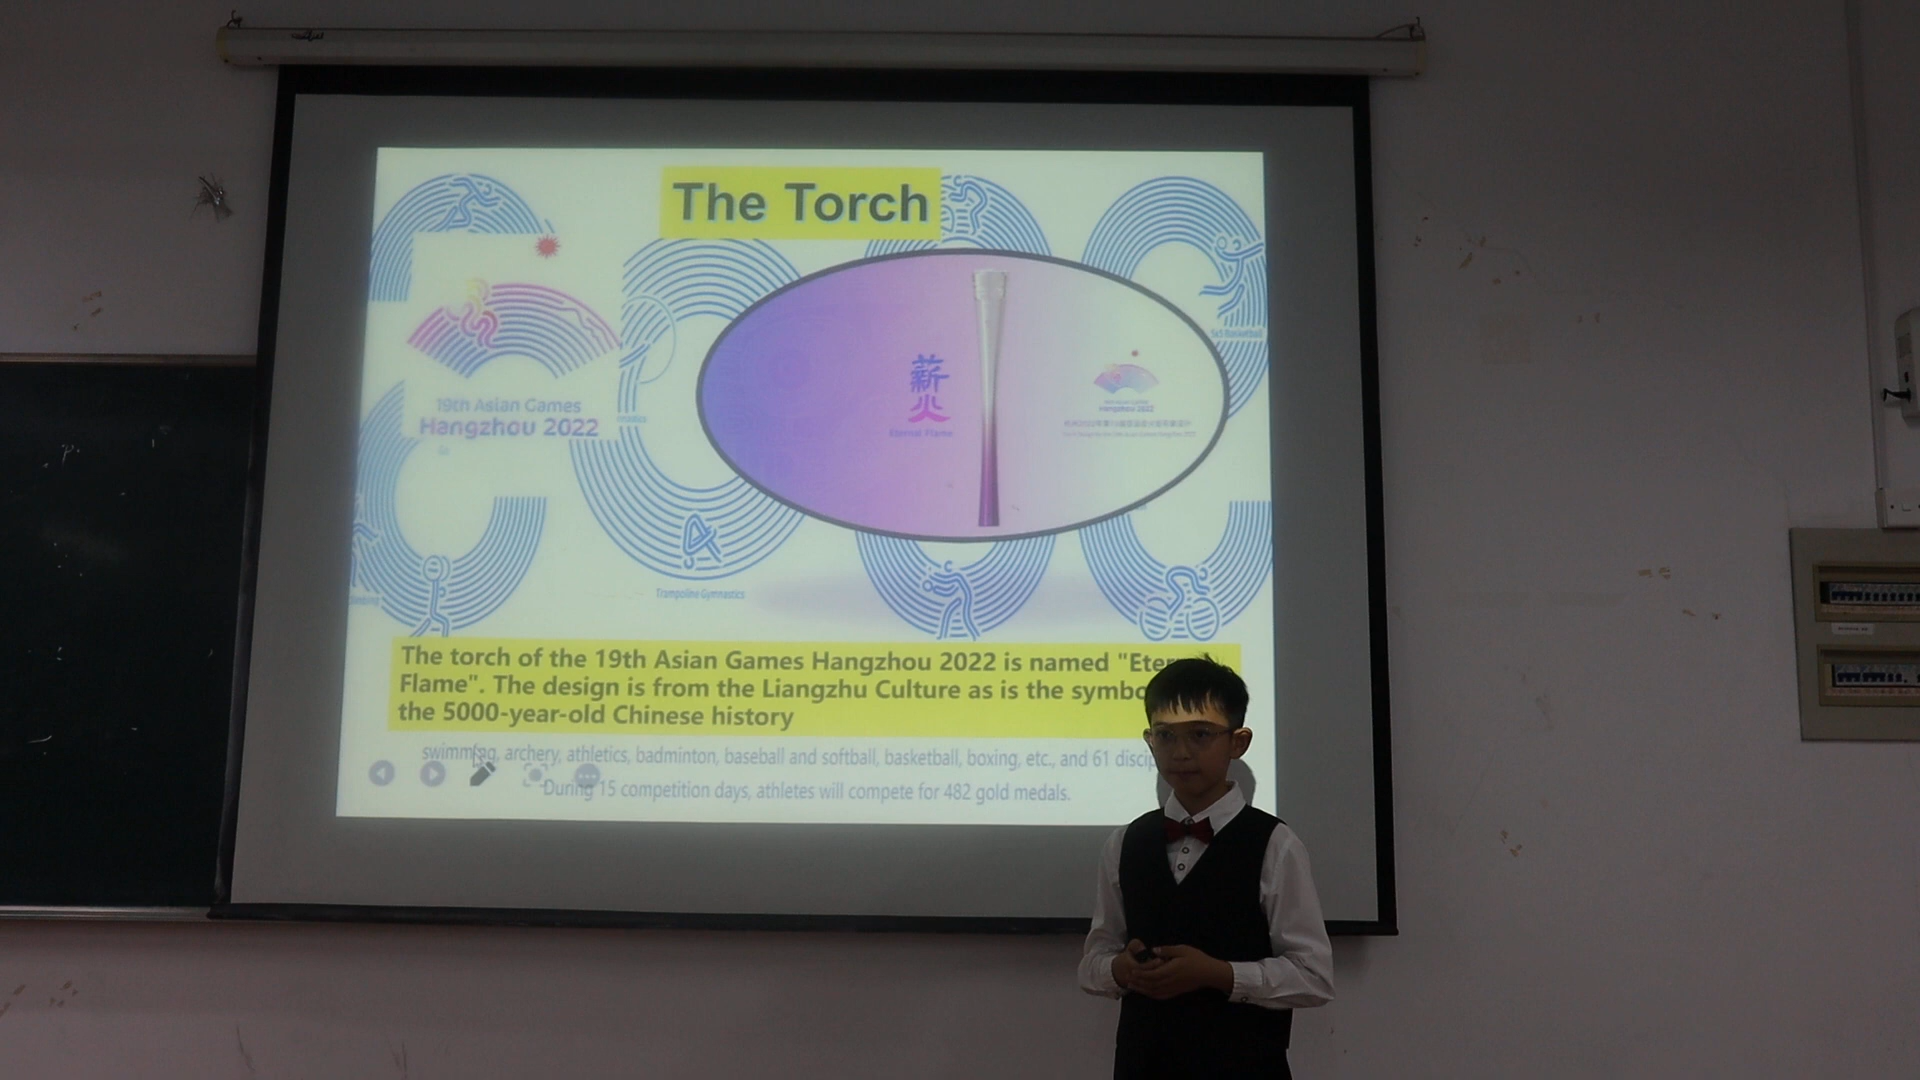 The Torch
5x5 Basketball
19th Asian Games
Hangzhou 2022
薪火
Eternal Flame
Hangzhou 2022
Trampoline Gymnastics
The torch of the 19th Asian Games Hangzhou 2022 is named "Eter
Flame". The design is from the Liangzhu Culture as is the symbo
the 5000-year-old Chinese history
swimming, archery, athletics, badminton, baseball and softball, basketball, boxing, etc., and 61 discip
During 15 competition days, athletes will compete for 482 gold medals.